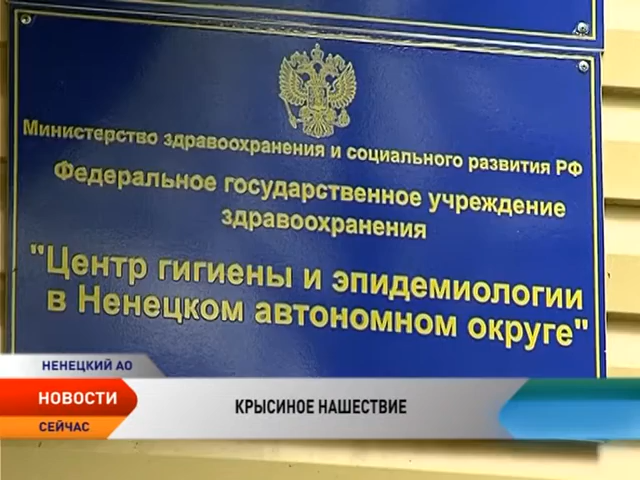 Министерство здравоохранения и социального развития РФ
Федеральное государственное учреждение
здравоохранения
"Центр гигиены и эпидемиологии
в Ненецком автономном округе"
НЕНЕЦКИЙ АО
НОВОСТИ
КРЫСИНОЕ НАШЕСТВИЕ
СЕЙЧАС